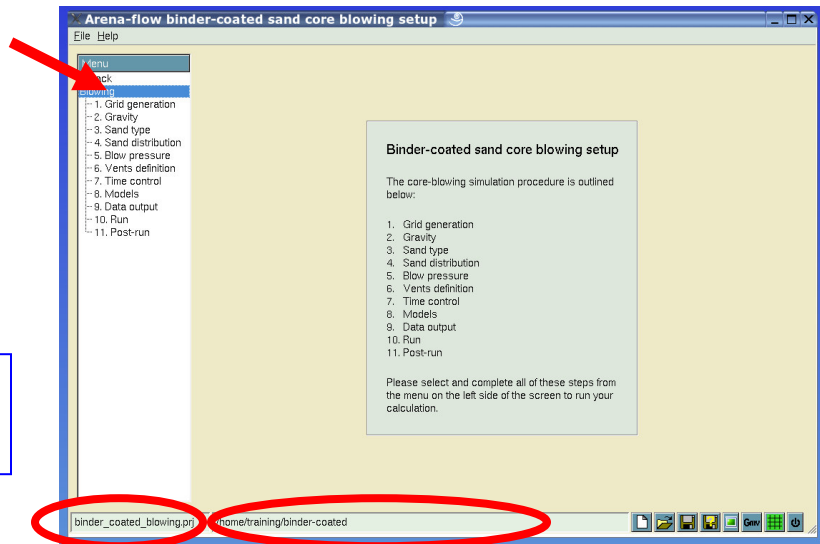 Arena-flow binder-coated sand core blowing setup
File Help
Menu
Blowing
1. Grid generation
2. Gravity
3. Sand type
4. Sand distribution
5. Blow pressure
6. Vents definition
7. Time control
8. Models
9. Data output
10. Run
11. Post-run
Binder-coated sand core blowing setup
The core-blowing simulation procedure is outlined
below:
1. Grid generation
2. Gravity
3. Sand type
4. Sand distribution
5. Blow pressure
6. Vents definition
7. Time control
8. Models
9. Data output
10. Run
11. Post-run
Please select and complete all of these steps from
the menu on the left side of the screen to run your
calculation.
binder_coated_blowing.prj
/home/training/binder-coated
Gmv